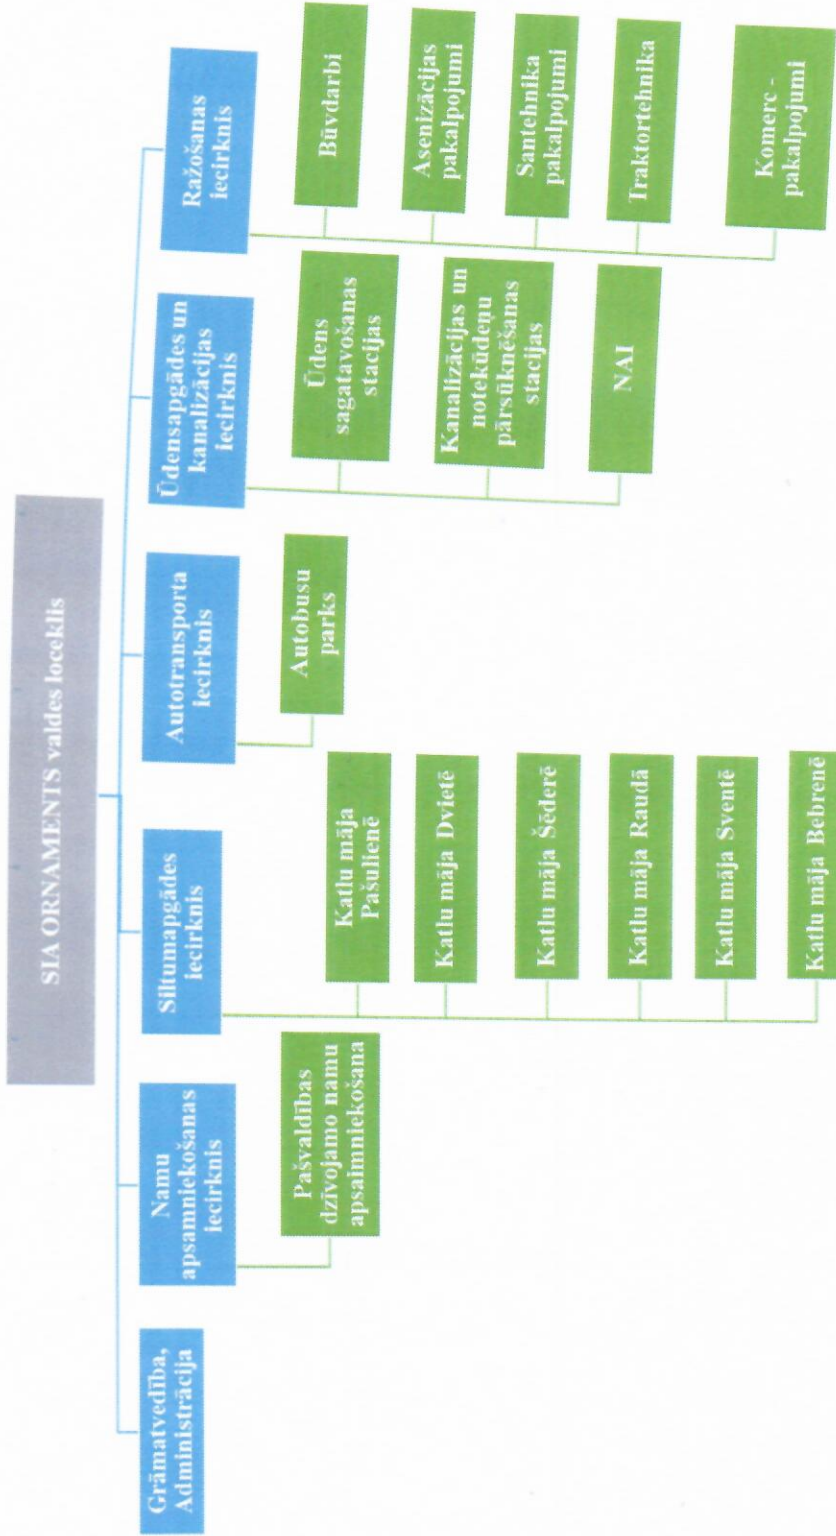 SIA ORNAMENTS valdes loceklis
Grāmatvedība,
Administrācija
Namu
apsamniekošanas
iecirknis
Pašvaldības
dzīvojamo namu
apsaimniekošana
Siltumapgādes
iecirknis
Katlu māja
Pašulienē
Katlu māja Dvietē
Katlu māja Šēderē
Katlu māja Raudā
Katlu māja Sventē
Katlu māja Bebrenē
Autotransporta
iecirknis
Autobusu
parks
Ūdensapgādes un
kanalizācijas
iecirknis
Ūdens
sagatavošanas
stacijas
Kanalizācijas un
notekūdeņu
pārsūknēšanas
stacijas
NAI
Ražošanas
iecirknis
Būvdarbi
Asenizācijas
pakalpojumi
Santehnika
pakalpojumi
Traktortehnika
Komerc -
pakalpojumi